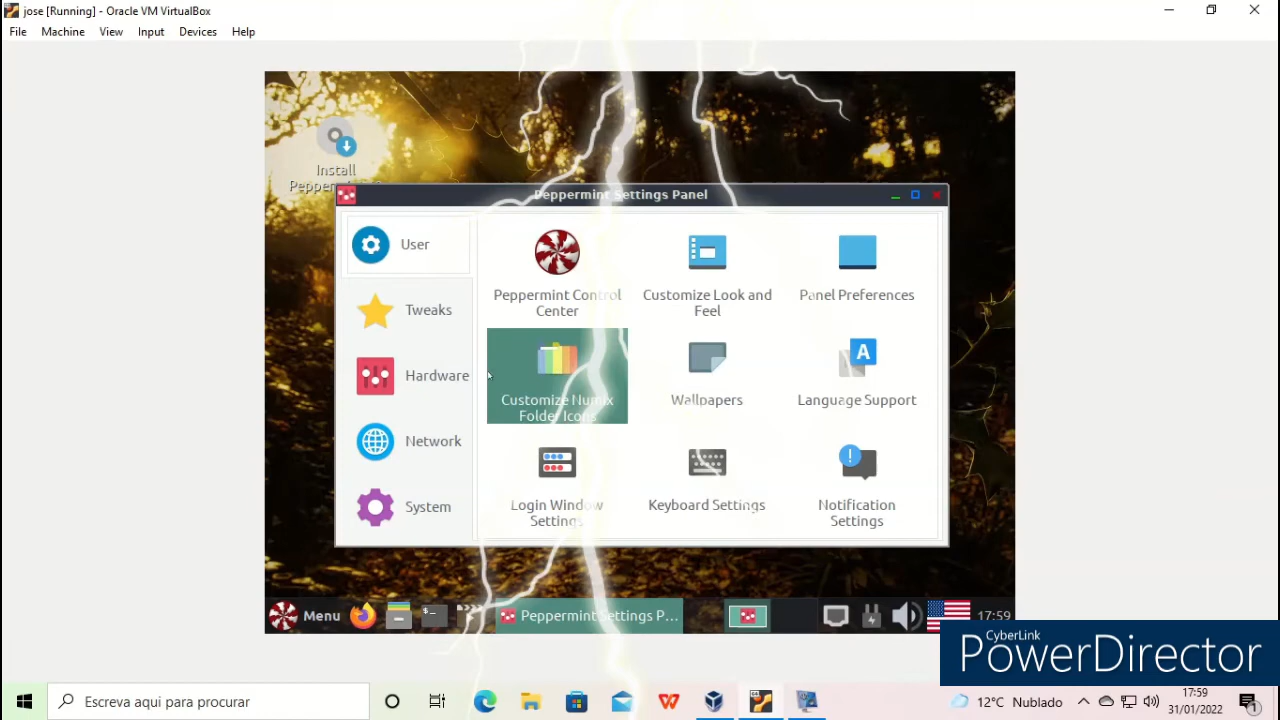 jose [Running] - Oracle VM VirtualBox
File Machine View Input Devices Help
Install
Peppermint Settings Panel
User
Tweaks
Hardware
Network
System
Peppermint Control
Center
Customize Look and
Feel
Panel Preferences
Customize Numix
Folder Icons
Wallpapers
A
Language Support
Login Window
Settings
Keyboard Settings
Notification
Settings
Menu
$_
Peppermint Settings P...
17:59
CyberLink
PowerDirector
Escreva aqui para procurar
12°C Nublado
17:59
31/01/2022
1